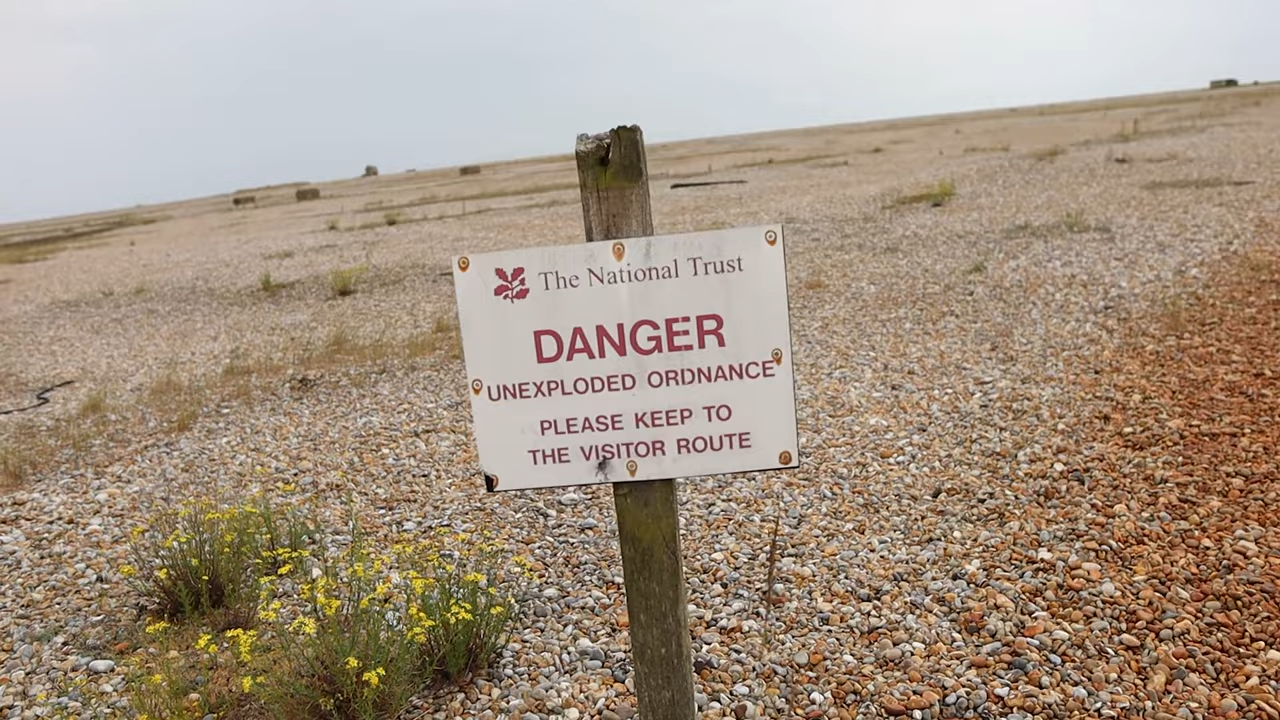 The National Trust
DANGER
UNEXPLODED ORDNANCE
PLEASE KEEP TO
THE VISITOR ROUTE